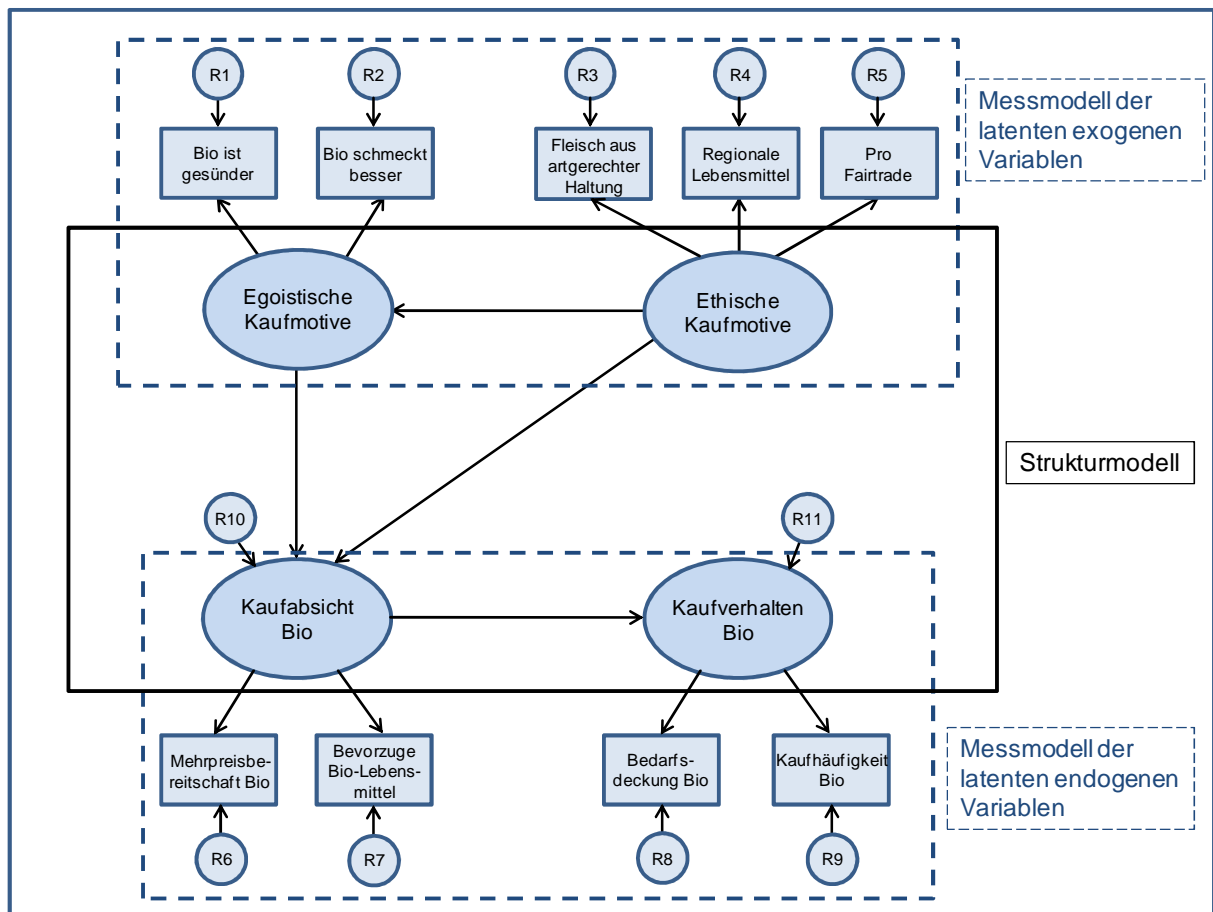 R1
R2
R3
R4
R5
Messmodell der
latenten exogenen
Variablen
Bio ist
gesünder
Bio schmeckt
besser
Fleisch aus
artgerechter
Haltung
Regionale
Lebensmittel
Pro
Fairtrade
Egoistische
Kaufmotive
Ethische
Kaufmotive
Strukturmodell
R10
R11
Kaufabsicht
Bio
Kaufverhalten
Bio
Mehrpreisbe-
reitschaft Bio
Bevorzuge
Bio-Lebens-
mittel
Bedarfs-
deckung Bio
Kaufhäufigkeit
Bio
Messmodell der
latenten endogenen
Variablen
R6
R7
R8
R9